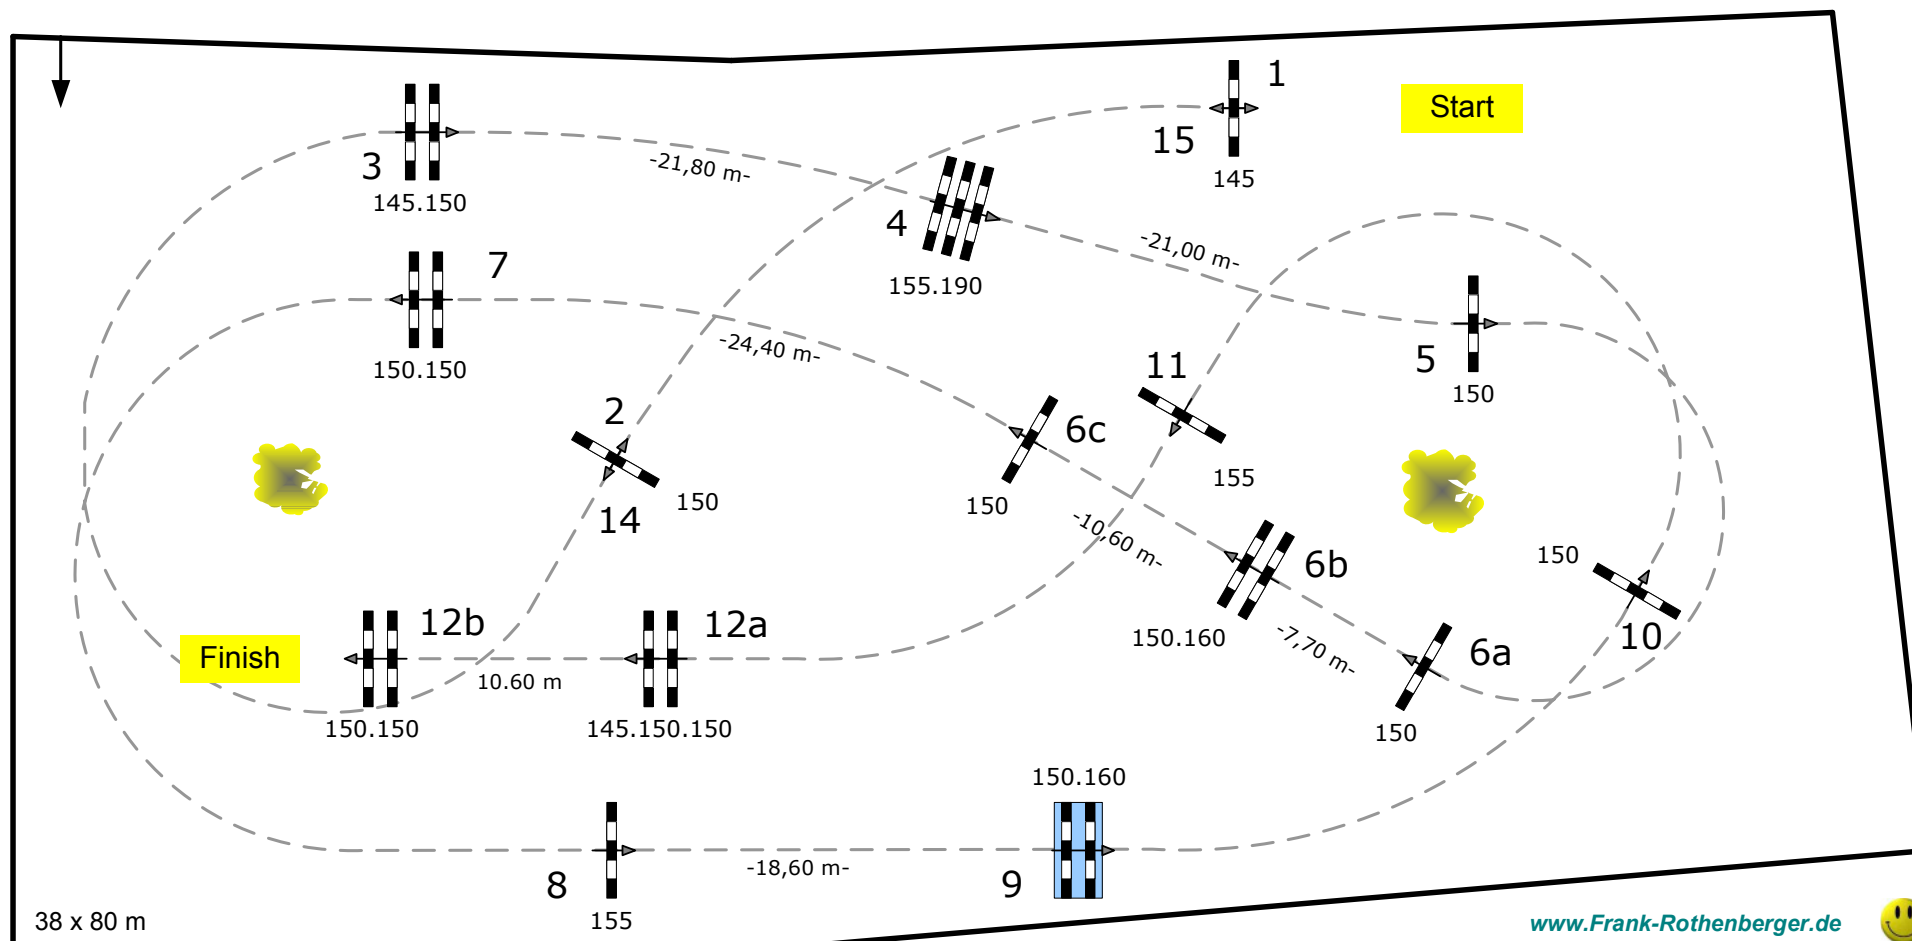 1
Start
15
145
3
145.150
-21,80 m-
4
155.190
-21,00 m-
7
150.150
-24,40 m-
5
150
11
155
2
150
14
6c
150
-10,60 m-
6b
150.160
-7,70 m-
6a
150
150
10
12b
150.150
10.60 m
12a
145.150.150
Finish
150.160
8
155
-18,60 m-
9
38 x 80 m
www.Frank-Rothenberger.de